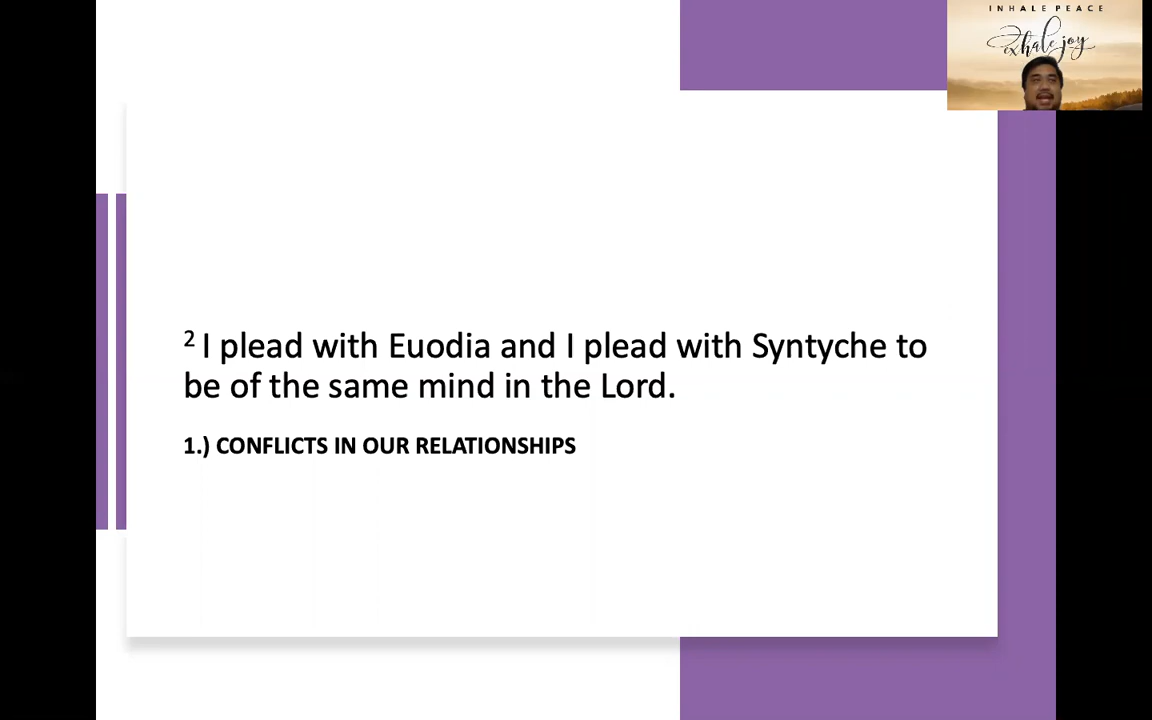 INHALE PEACE
exhale joy
² I plead with Euodia and I plead with Syntyche to
be of the same mind in the Lord.
1.) CONFLICTS IN OUR RELATIONSHIPS